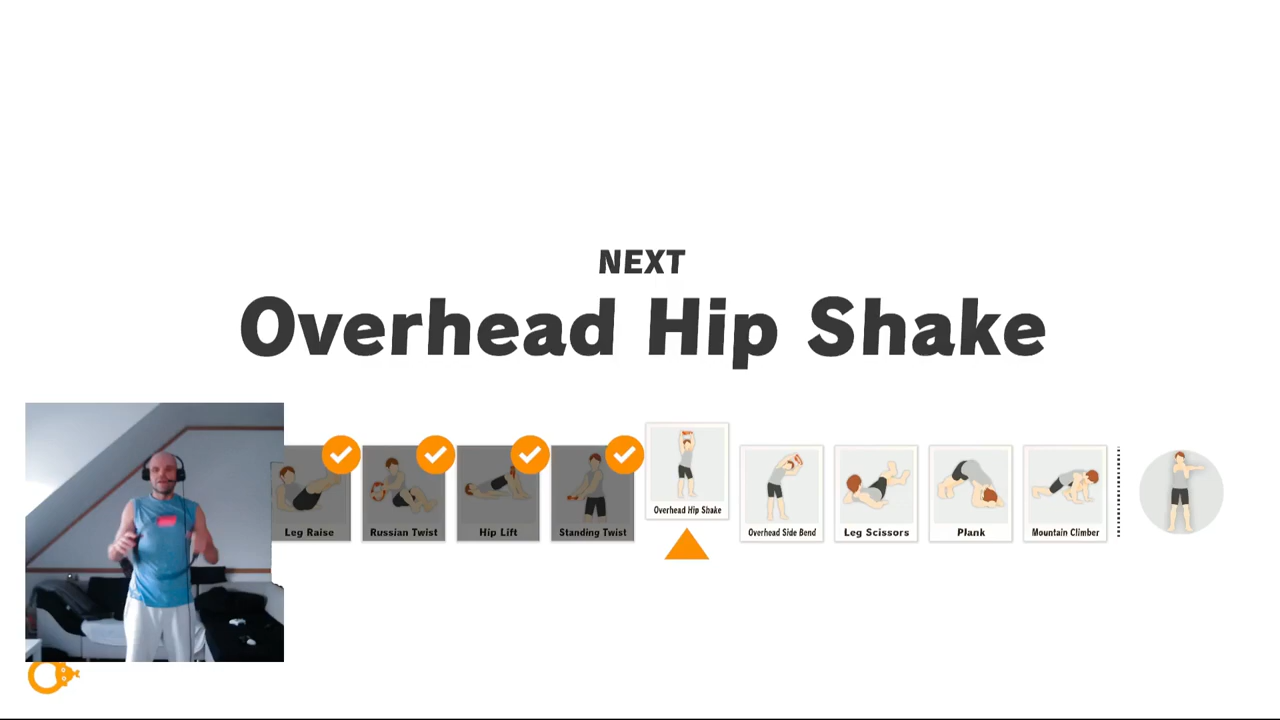 NEXT
Overhead Hip Shake
Leg Raise
Russian Twist
Hip Lift
Standing Twist
Overhead Hip Shake
Overhead Side Bend
Leg Scissors
Plank
Mountain Climber